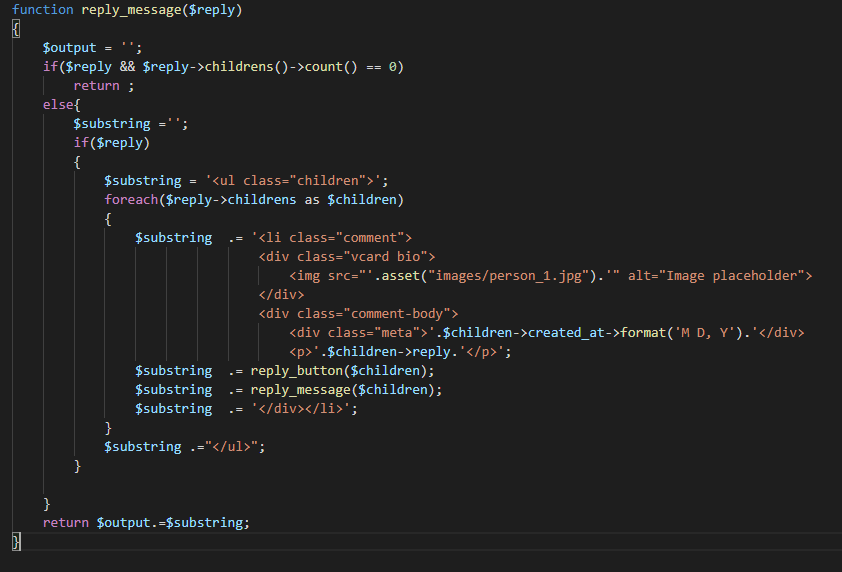 function reply_message($reply)
{
    $output = '';
    if($reply && $reply->childrens()->count() == 0)
        return ;
    else{
        $substring ='';
        if($reply)
        {
            $substring = '<ul class="children">';
            foreach($reply->childrens as $children)
            {
                $substring  .= '<li class="comment">
                                <div class="vcard bio">
                                    <img src="'.asset("images/person_1.jpg").'" alt="Image placeholder">
                                </div>
                                <div class="comment-body">
                                    <div class="meta">'.$children->created_at->format('M D, Y').'</div>
                                    <p>'.$children->reply.'</p>';
                $substring  .= reply_button($children);
                $substring  .= reply_message($children);
                $substring  .= '</div></li>';
            }
            $substring .="</ul>";
        }
    }
    return $output.=$substring;
}